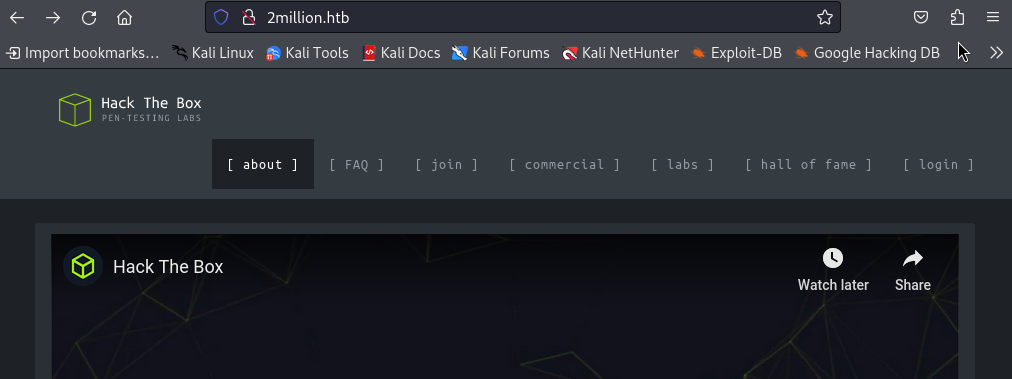 2million.htb
Import bookmarks… Kali Linux Kali Tools Kali Docs Kali Forums Kali NetHunter Exploit-DB Google Hacking DB
Hack The Box
PEN-TESTING LABS
[ about ] [ FAQ ] [ join ] [ commercial ] [ labs ] [ hall of fame ] [ login ]
Hack The Box
Watch later Share